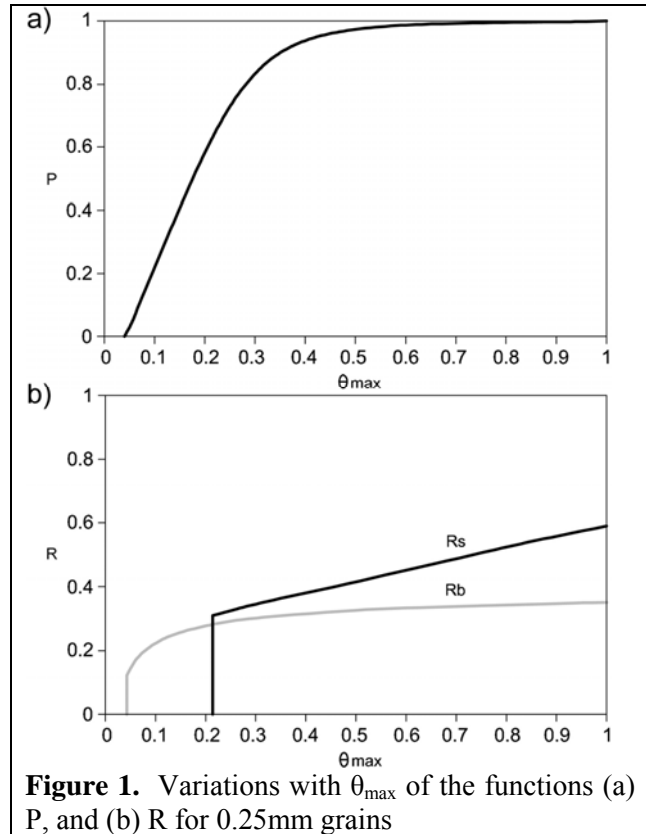 a)
1
0.8
0.6
P
0.4
0.2
0
0 0.1 0.2 0.3 0.4 0.5 0.6 0.7 0.8 0.9 1
θmax
b)
1
0.8
0.6
R
Rs
0.4
Rb
0.2
0
0 0.1 0.2 0.3 0.4 0.5 0.6 0.7 0.8 0.9 1
θmax
Figure 1. Variations with θmax of the functions (a)
P, and (b) R for 0.25mm grains